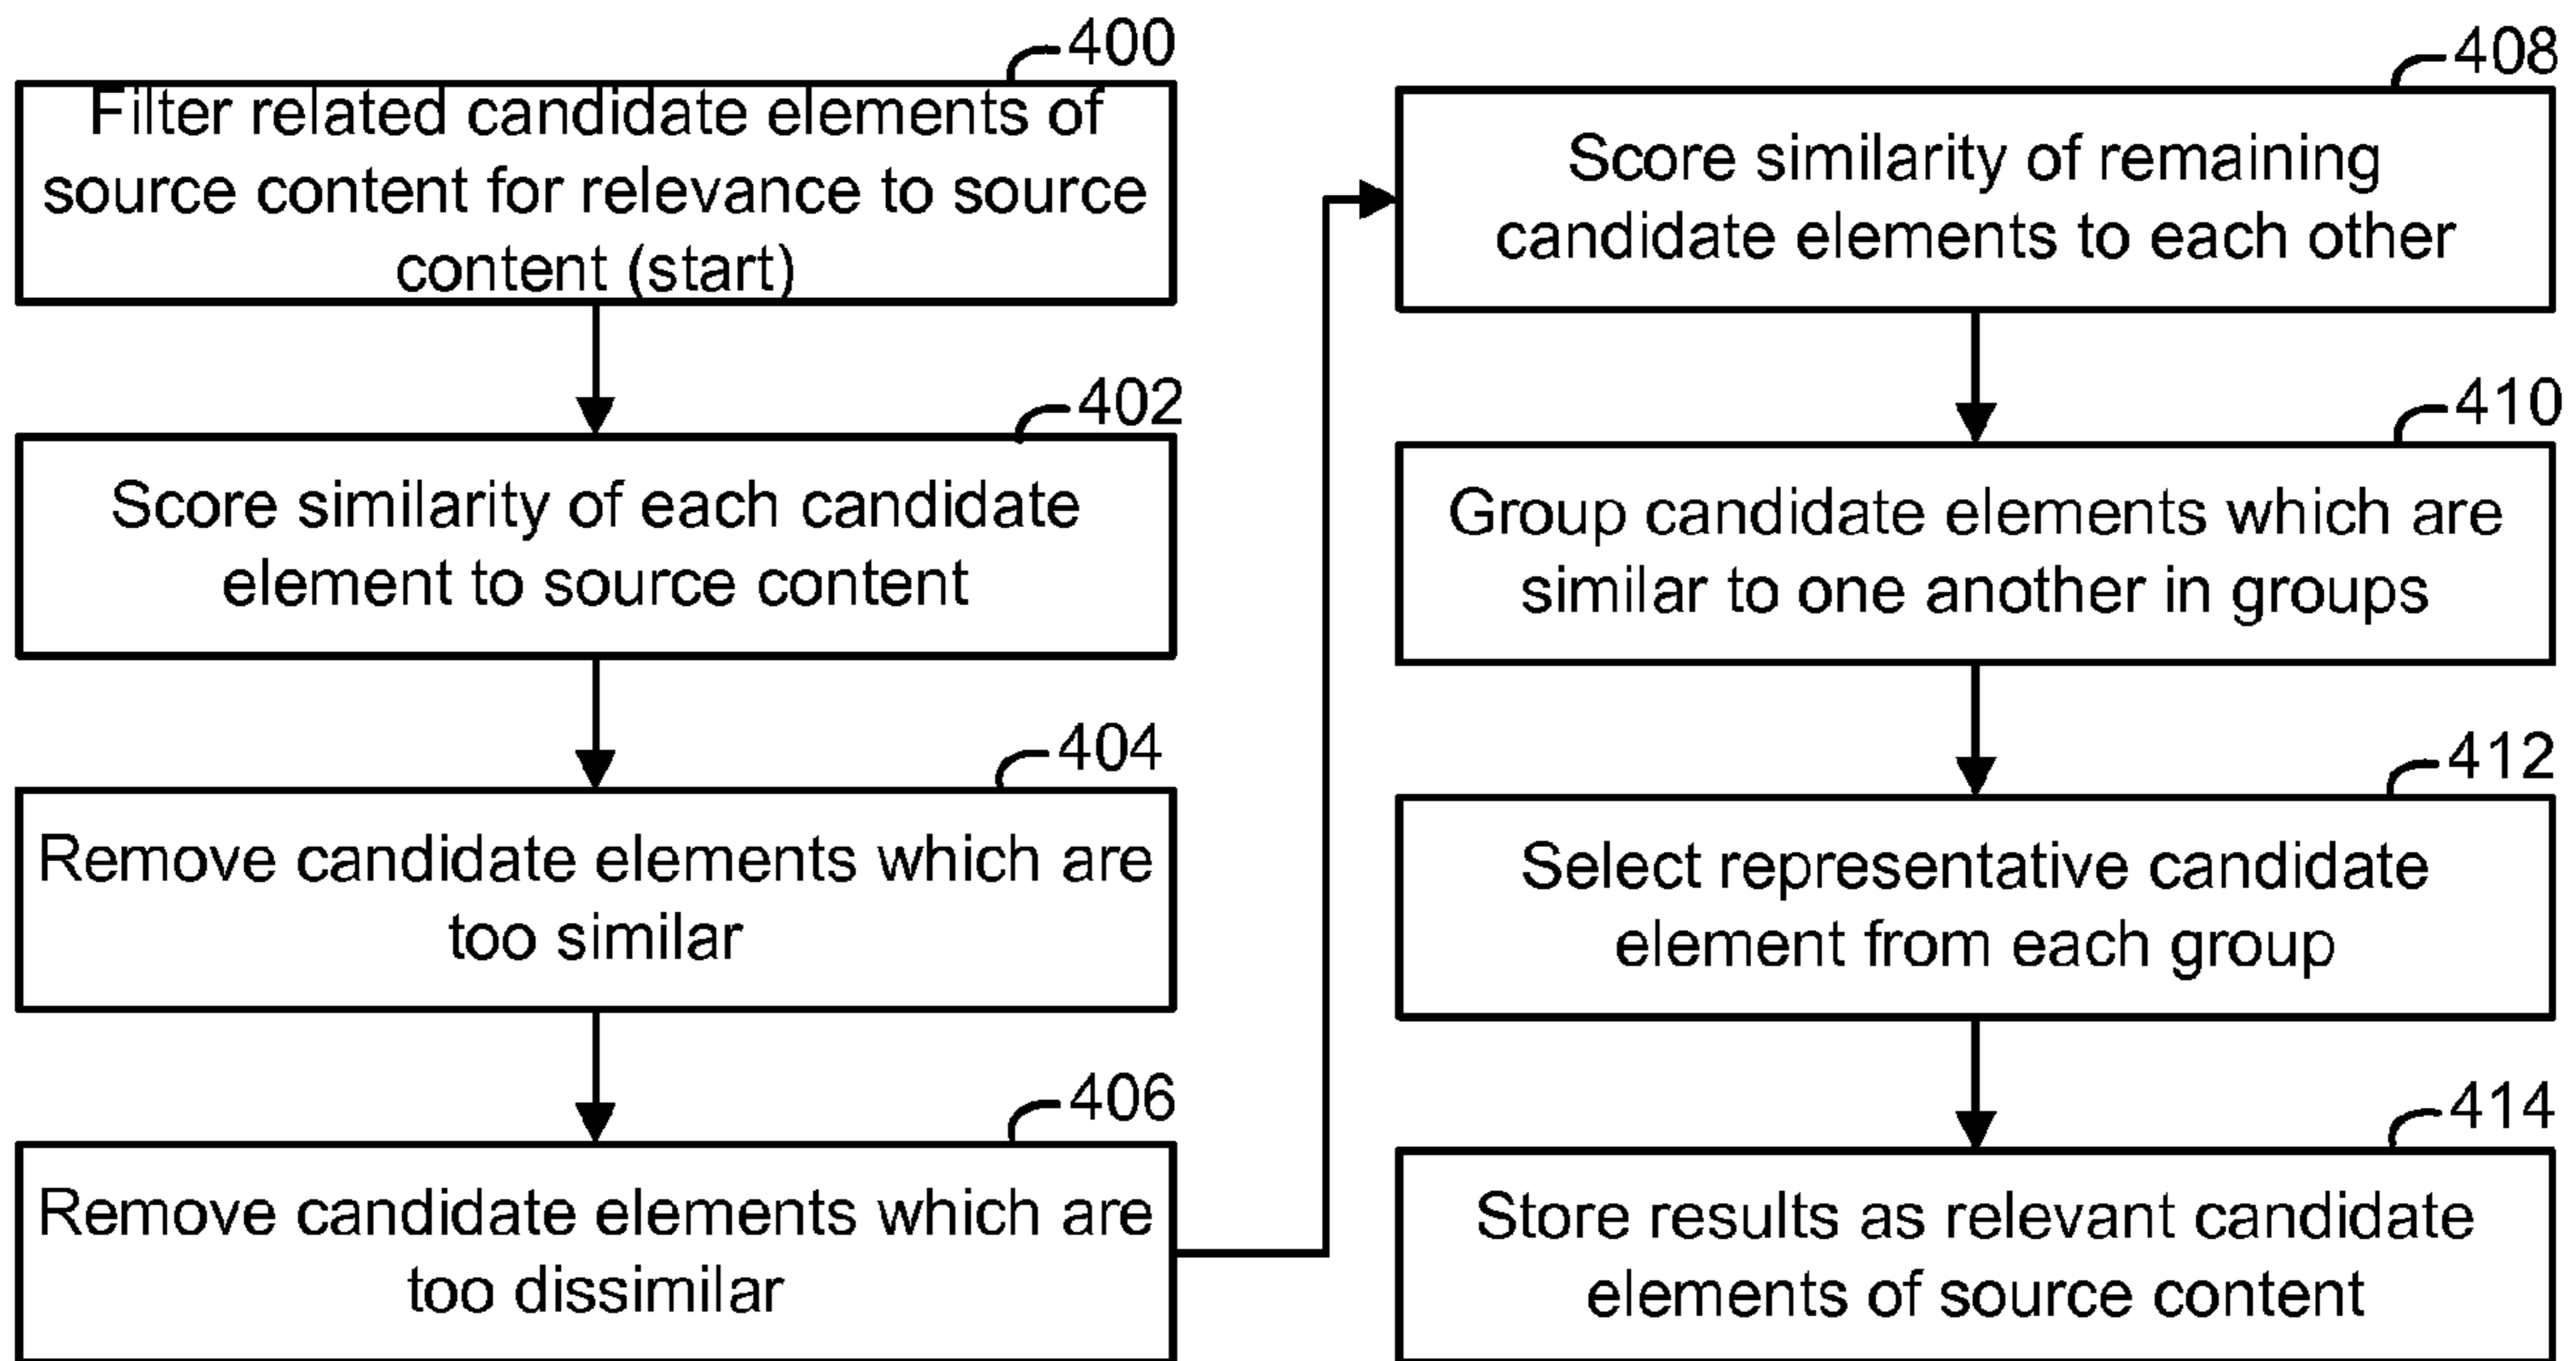 400
Filter related candidate elements of
source content for relevance to source
content (start)
402
Score similarity of each candidate
element to source content
404
Remove candidate elements which are
too similar
406
Remove candidate elements which are
too dissimilar
408
Score similarity of remaining
candidate elements to each other
410
Group candidate elements which are
similar to one another in groups
412
Select representative candidate
element from each group
414
Store results as relevant candidate
elements of source content